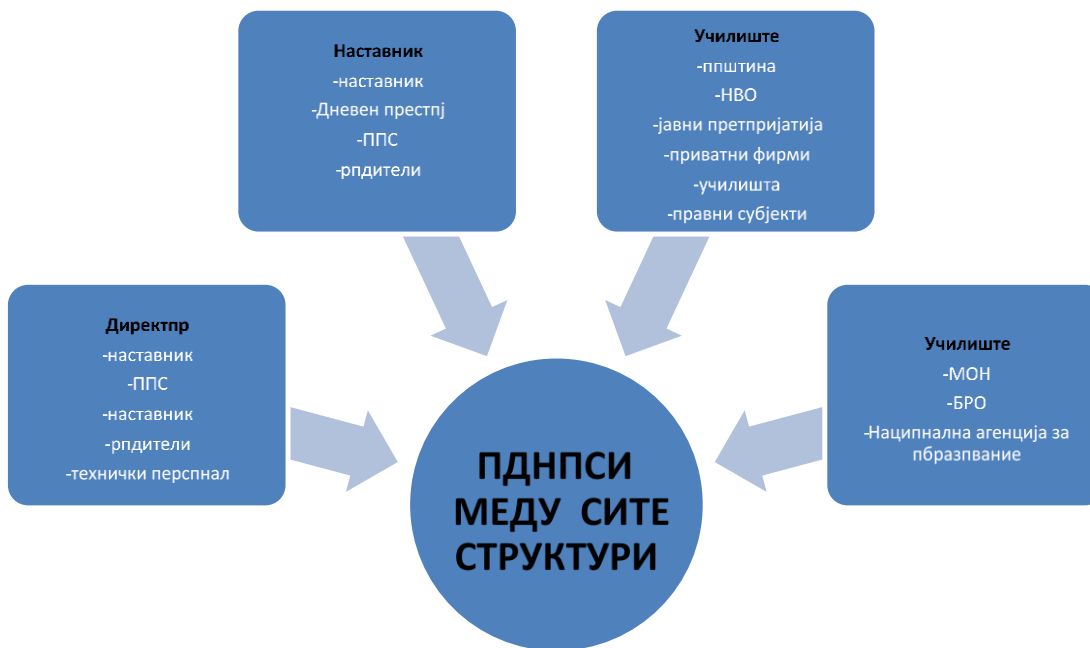 Наставник
-наставник
-Дневен престпј
-ППС
-рпдители
Училиште
-ппштина
-НВО
-јавни претпријатија
-приватни фирми
-училишта
-правни субјекти
Директпр
-наставник
-ППС
-наставник
-рпдители
-технички перспнал
Училиште
-МОН
-БРО
-Наципнална агенција за
пбразпвание
ПДНПСИ
МЕДУ СИТЕ
СТРУКТУРИ